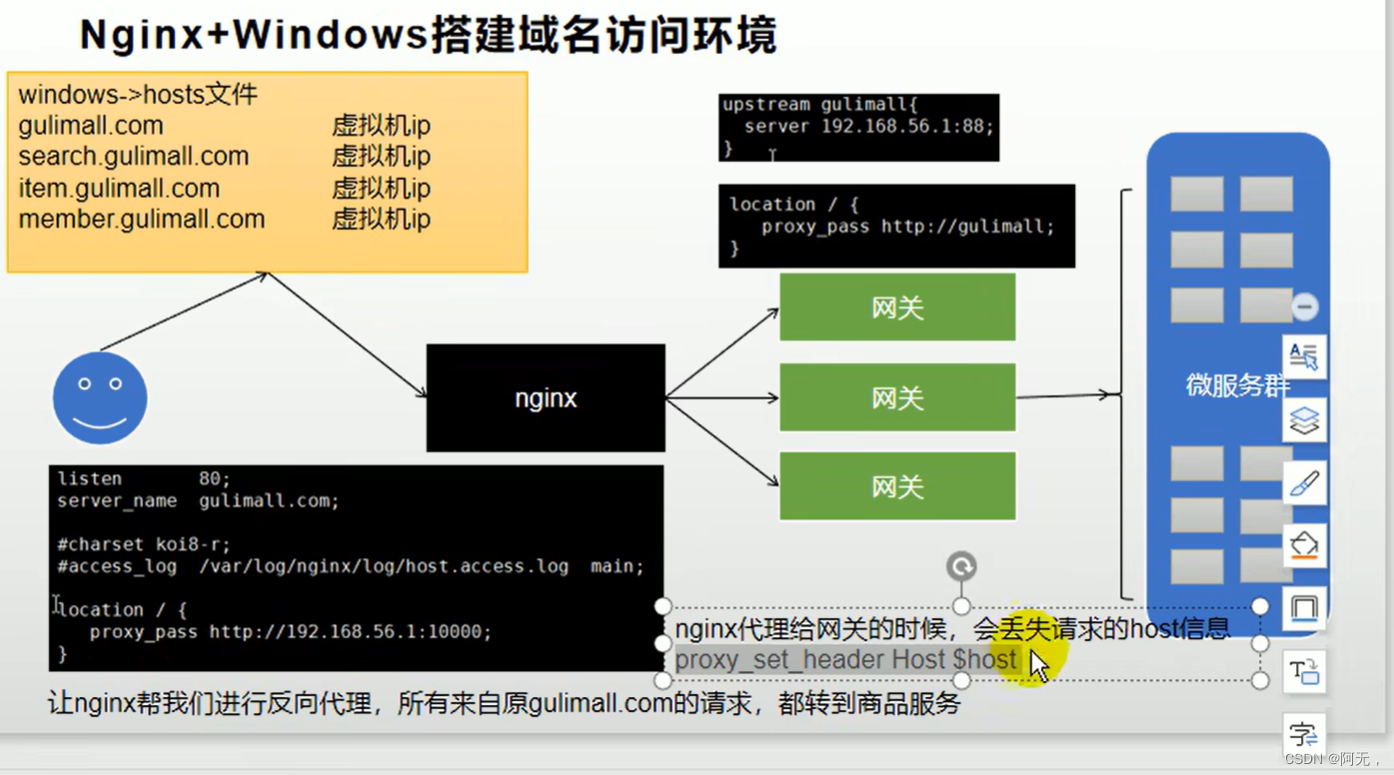 Nginx+Windows搭建域名访问环境
windows->hosts文件
gulimall.com 虚拟机ip
search.gulimall.com 虚拟机ip
item.gulimall.com 虚拟机ip
member.gulimall.com 虚拟机ip
upstream gulimall{
server 192.168.56.1:88;
}
location / {
proxy_pass http://gulimall;
}
网关
nginx
网关
网关
微服务群
listen 80;
server_name gulimall.com;
#charset koi8-r;
#access_log /var/log/nginx/log/host.access.log main;
location / {
proxy_pass http://192.168.56.1:10000;
}
nginx代理给网关的时候，会丢失请求的host信息
proxy_set_header Host $host
让nginx帮我们进行反向代理，所有来自原gulimall.com的请求，都转到商品服务
A
T
字
CSDN @阿无，